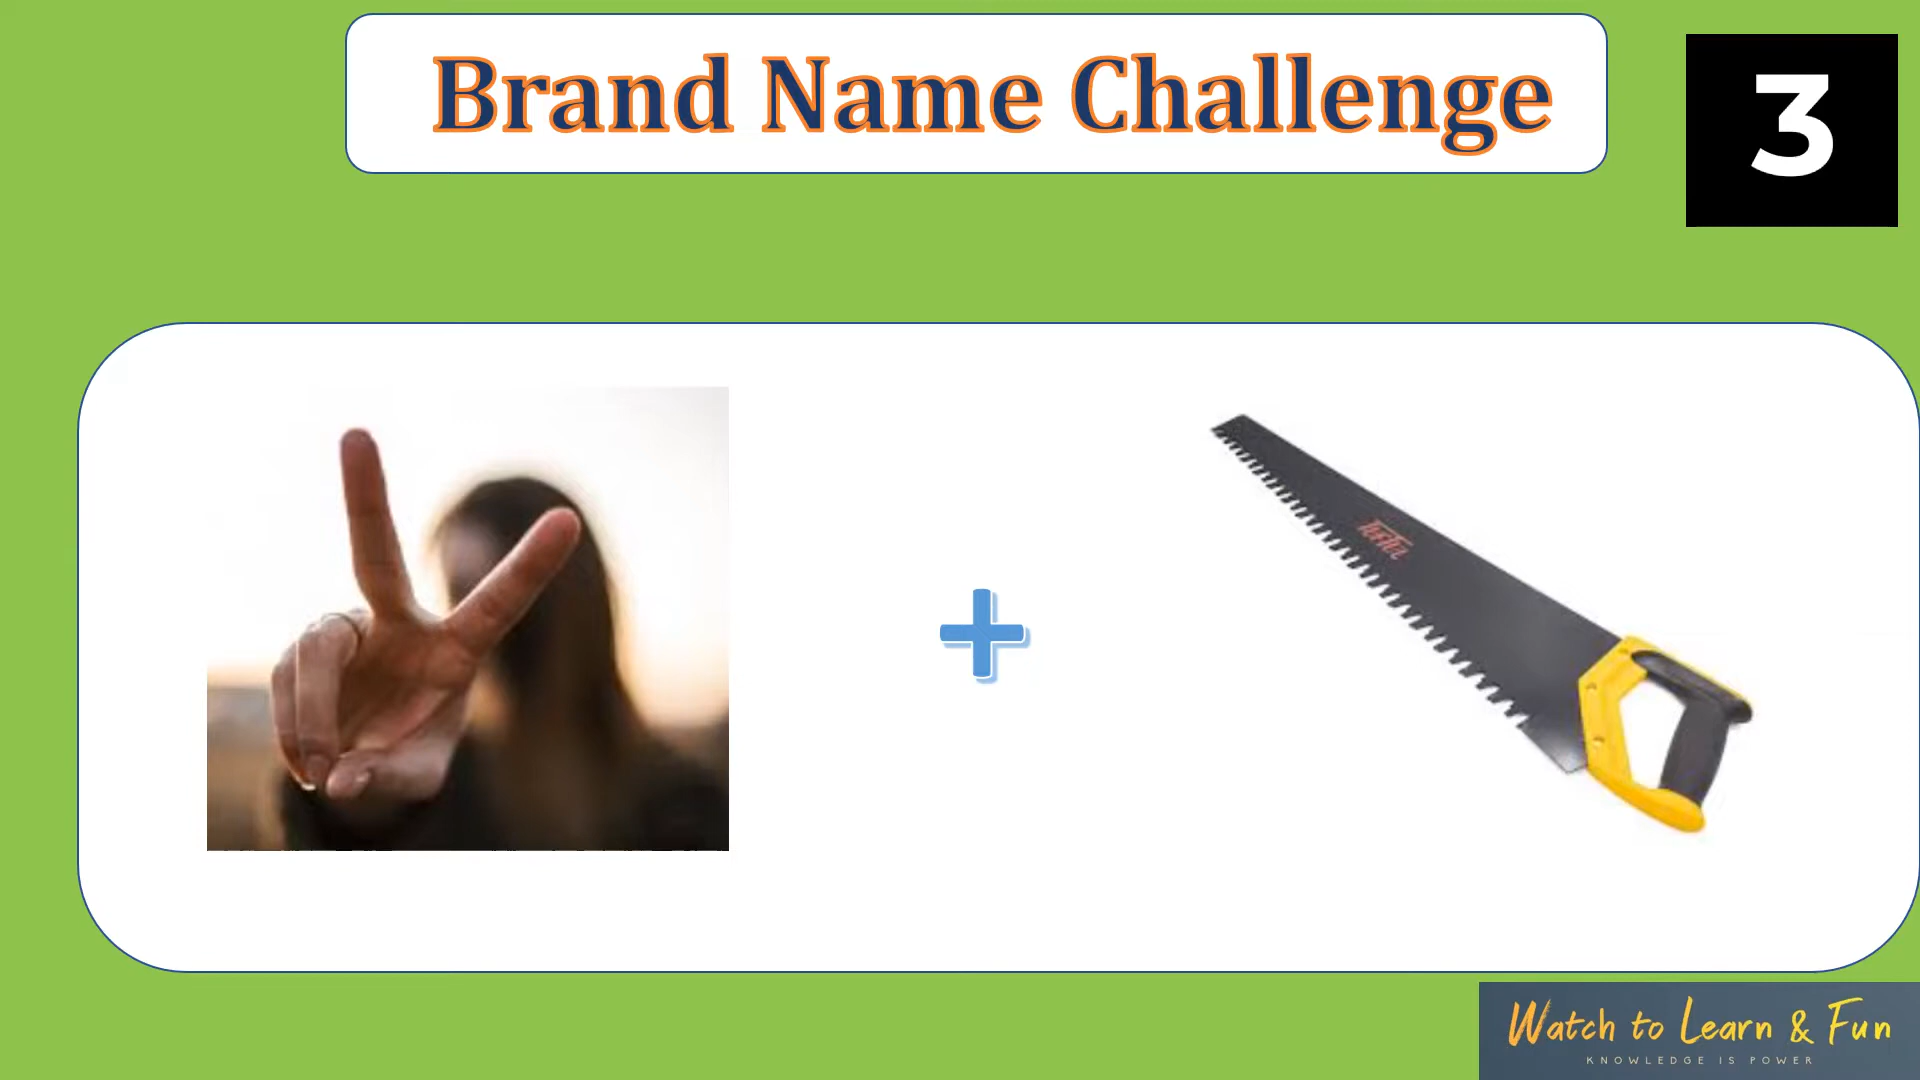 Brand Name Challenge
3
Watch to Learn & Fun
KNOWLEDGE IS POWER